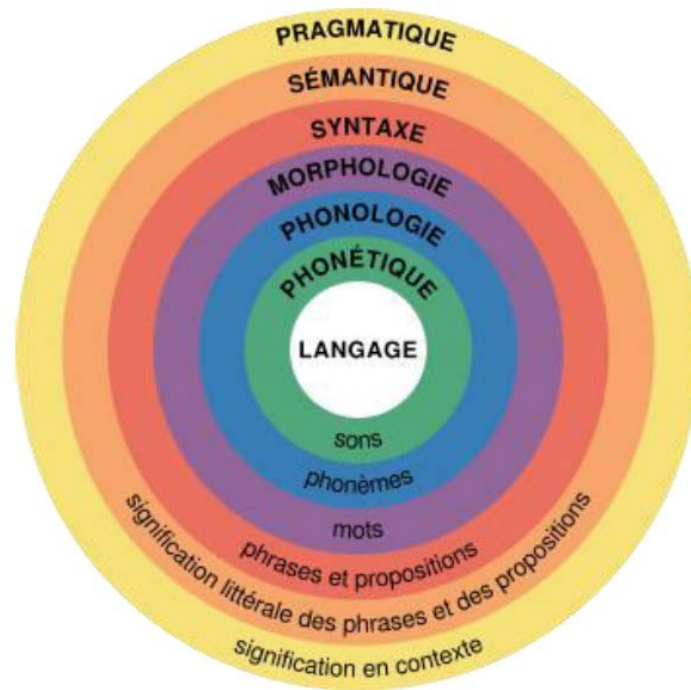 PRAGMATIQUE
SÉMANTIQUE
SYNTAXE
MORPHOLOGIE
PHONOLOGIE
PHONÉTIQUE
LANGAGE
sons
phonèmes
mots
phrases et propositions
signification littérale des phrases et des propositions
signification en contexte